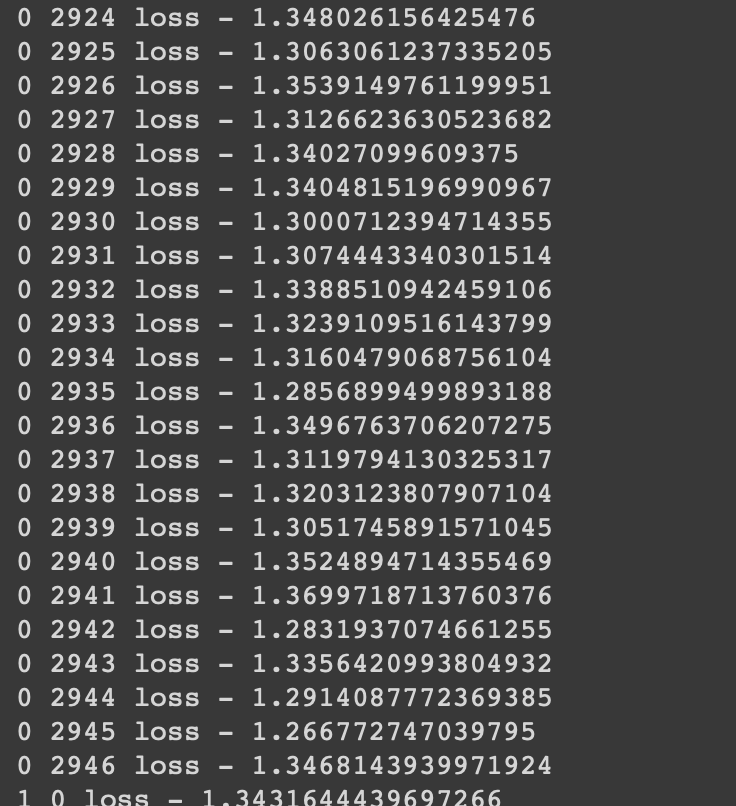 0 2924 loss - 1.348026156425476
0 2925 loss - 1.3063061237335205
0 2926 loss - 1.3539149761199951
0 2927 loss - 1.3126623630523682
0 2928 loss - 1.34027099609375
0 2929 loss - 1.3404815196990967
0 2930 loss - 1.3000712394714355
0 2931 loss - 1.3074443340301514
0 2932 loss - 1.3388510942459106
0 2933 loss - 1.3239109516143799
0 2934 loss - 1.3160479068756104
0 2935 loss - 1.2856899499893188
0 2936 loss - 1.3496763706207275
0 2937 loss - 1.3119794130325317
0 2938 loss - 1.3203123807907104
0 2939 loss - 1.3051745891571045
0 2940 loss - 1.3524894714355469
0 2941 loss - 1.3699718713760376
0 2942 loss - 1.2831937074661255
0 2943 loss - 1.3356420993804932
0 2944 loss - 1.2914087772369385
0 2945 loss - 1.266772747039795
0 2946 loss - 1.3468143939971924
1 0 loss - 1.3431644439697266